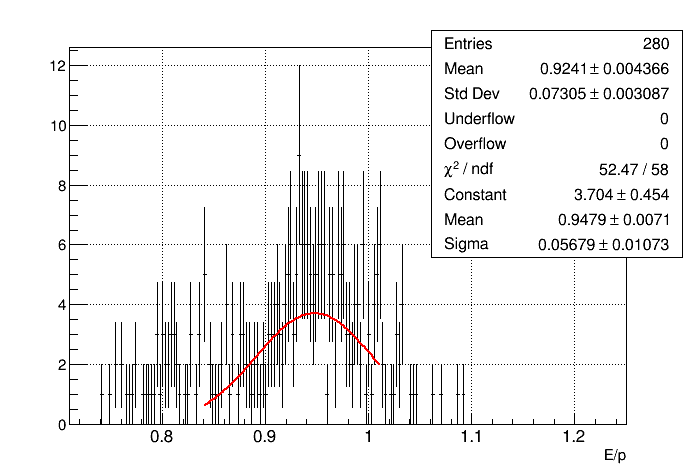 Entries 280
Mean 0.9241 ± 0.004366
Std Dev 0.07305 ± 0.003087
Underflow 0
Overflow 0
χ² / ndf 52.47 / 58
Constant 3.704 ± 0.454
Mean 0.9479 ± 0.0071
Sigma 0.05679 ± 0.01073
12
10
8
6
4
2
0
0.8 0.9 1 1.1 1.2
E/p